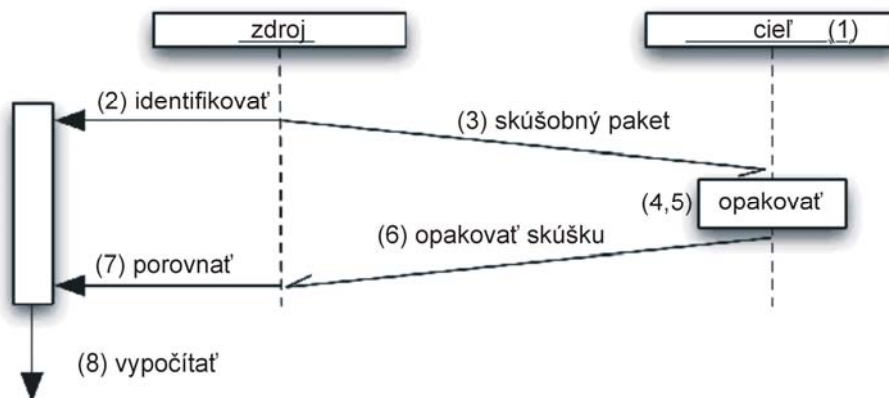 zdroj
cieľ (1)
(2) identifikovať
(3) skúšobný paket
(4,5) opakovať
(6) opakovať skúšku
(7) porovnať
(8) vypočítať